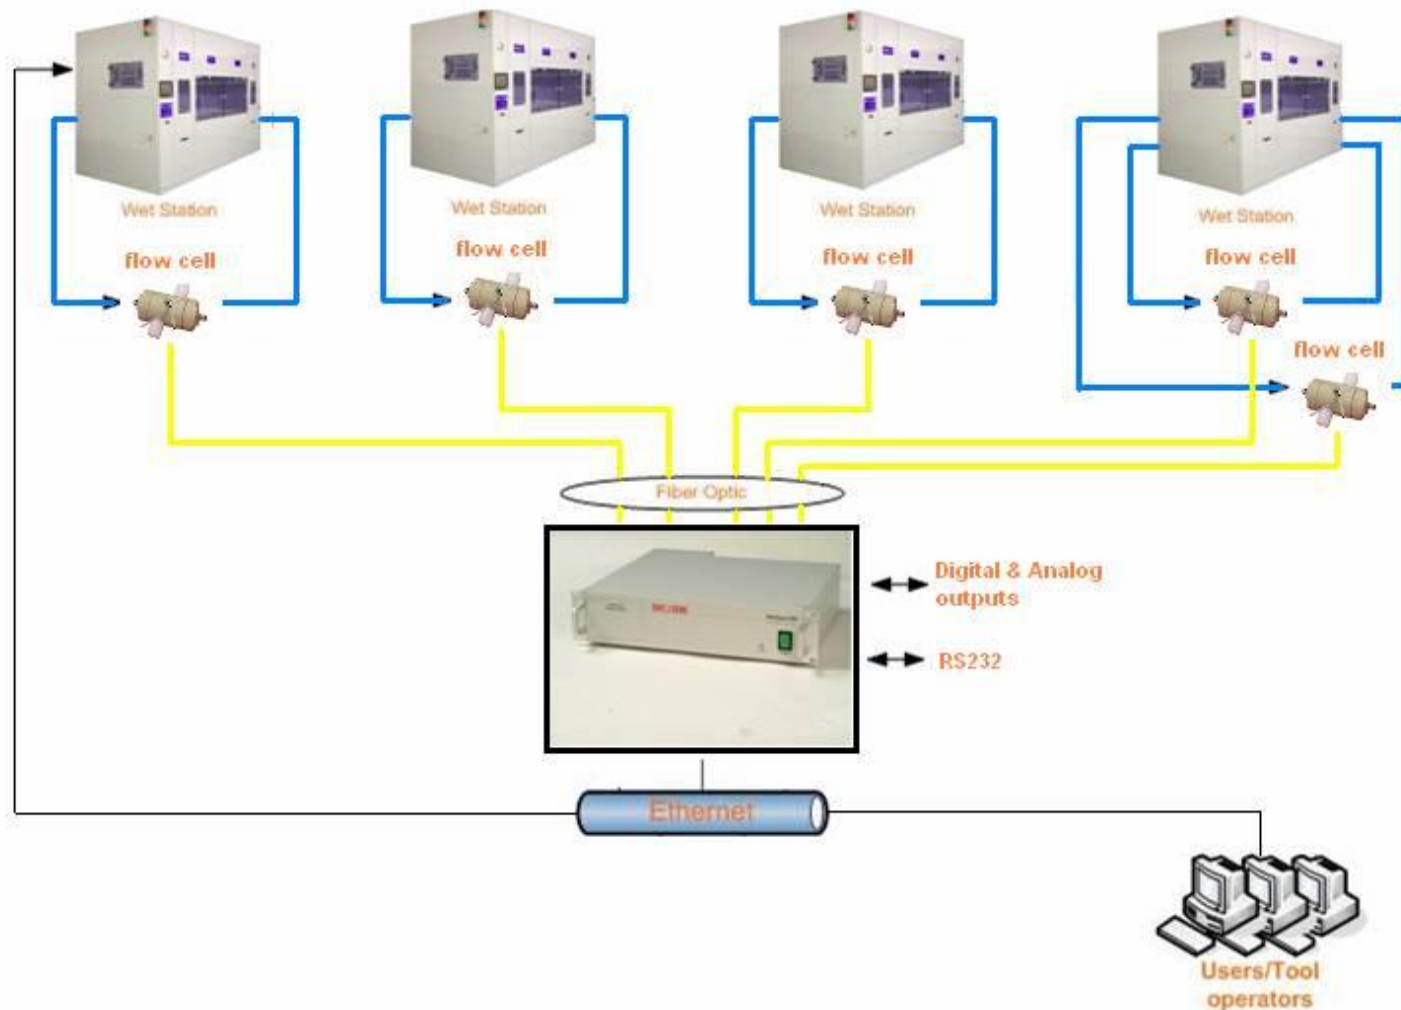 Wet Station
Wet Station
Wet Station
Wet Station
flow cell
flow cell
flow cell
flow cell
flow cell
Fiber Optic
Digital & Analog
outputs
RS232
Ethernet
Users/Tool
operators